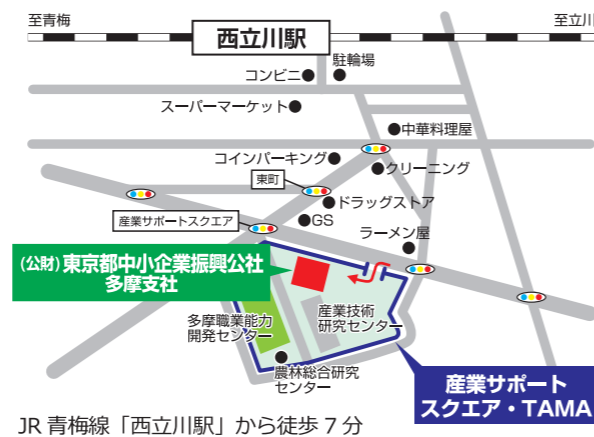 至青梅
至立川
西立川駅
コンビニ
駐輪場
スーパーマーケット
中華料理屋
コインパーキング
クリーニング
東町
ドラッグストア
産業サポートスクエア
GS
ラーメン屋
(公財)東京都中小企業振興公社
多摩支社
多摩職業能力
開発センター
産業技術
研究センター
農林総合研究
センター
産業サポート
スクエア・TAMA
JR 青梅線「西立川駅」から徒歩 7 分